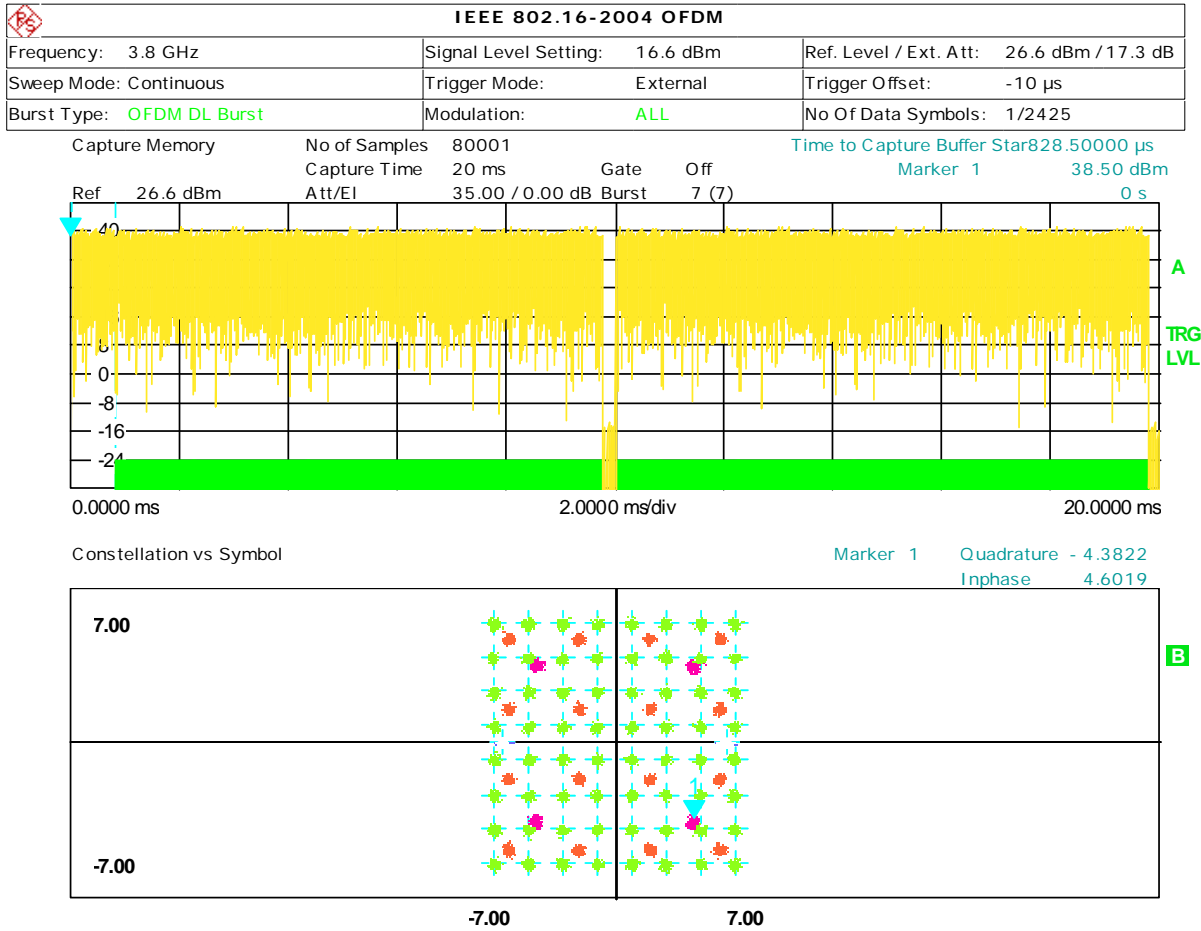 IEEE 802.16-2004 OFDM
Frequency: 3.8 GHz Signal Level Setting: 16.6 dBm Ref. Level / Ext. Att: 26.6 dBm / 17.3 dB
Sweep Mode: Continuous Trigger Mode: External Trigger Offset: -10 µs
Burst Type: OFDM DL Burst Modulation: ALL No Of Data Symbols: 1/2425
Capture Memory No of Samples 80001 Time to Capture Buffer Star828.50000 µs
Capture Time 20 ms Gate Off Marker 1 38.50 dBm
Ref 26.6 dBm Att/El 35.00 / 0.00 dB Burst 7 (7) 0 s
40
A
TRG
8
LVL
0
-8
-16
-24
0.0000 ms 2.0000 ms/div 20.0000 ms
Constellation vs Symbol Marker 1 Quadrature - 4.3822
Inphase 4.6019
7.00
B
1
-7.00
-7.00 7.00